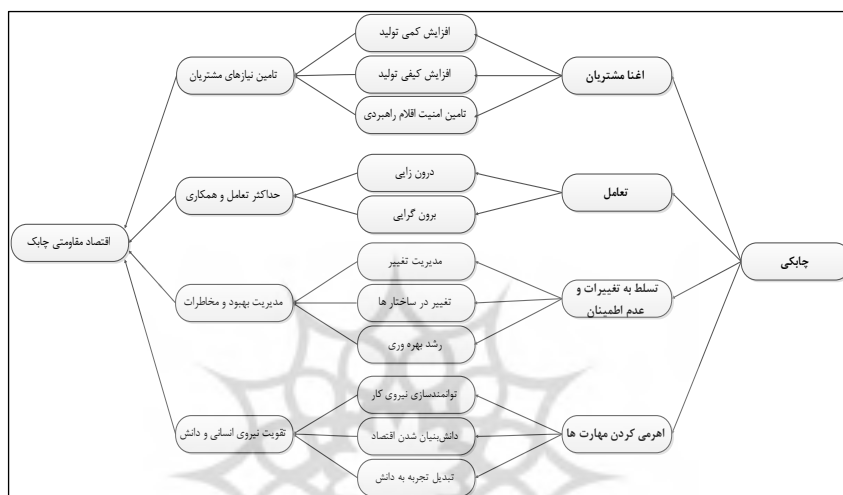 چابکی
اغنا مشتریان
افزایش کمی تولید
افزایش کیفی تولید
تامین امنیت اقلام راهبردی
تامین نیازهای مشتریان
تعامل
درون زایی
برون گرایی
حداکثر تعامل و همکاری
تسلط به تغییرات و
عدم اطمینان
مدیریت تغییر
تغییر در ساختار ها
رشد بهره وری
مدیریت بهبود و مخاطرات
اهرمی کردن مهارت ها
توانمندسازی نیروی کار
دانش‌بنیان شدن اقتصاد
تبدیل تجربه به دانش
تقویت نیروی انسانی و دانش
اقتصاد مقاومتی چابک